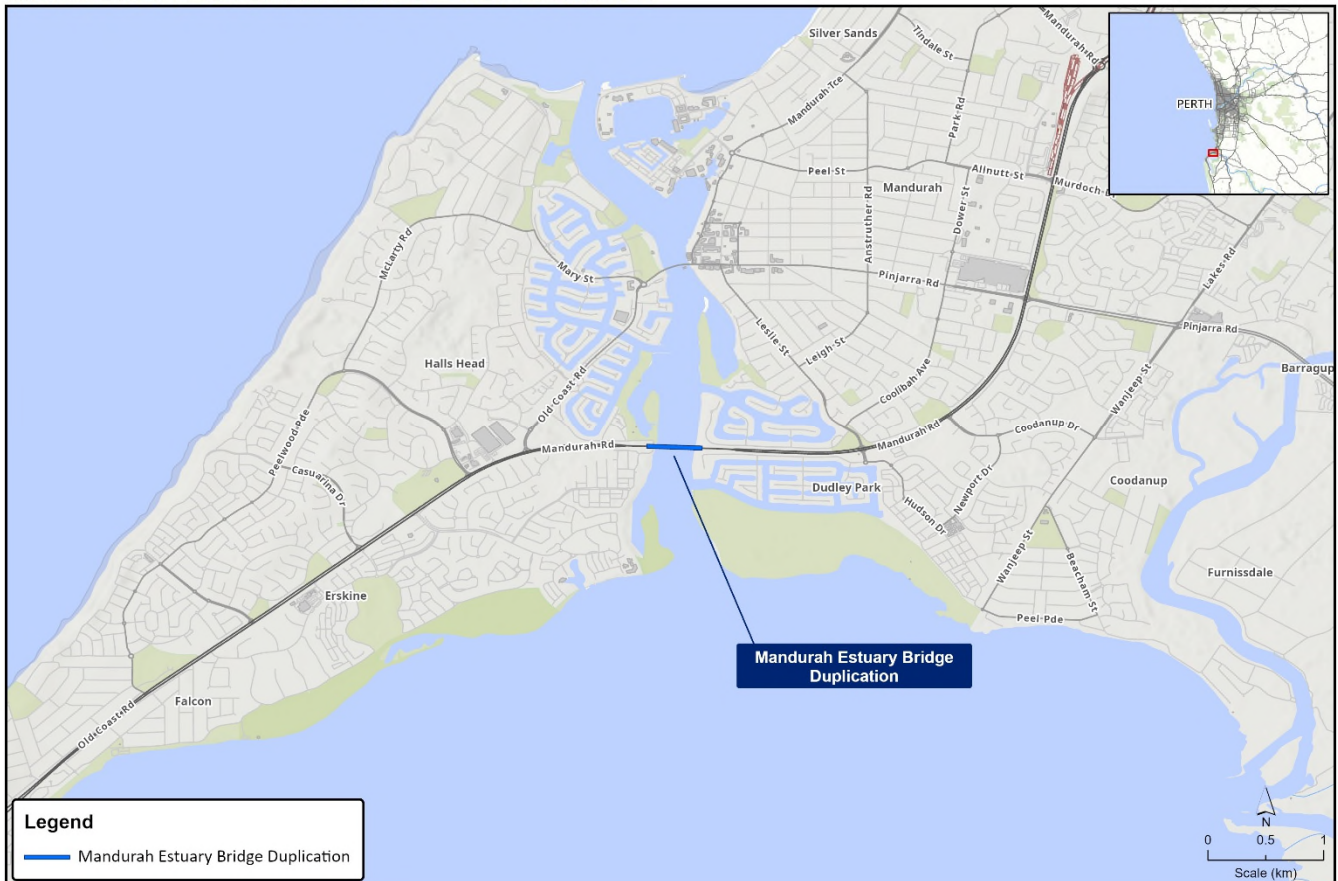 Silver Sands
Tindale St
Mandurah Rd
PERTH
Mandurah Tce
Park Rd
Peel St
Alinutt St
Murdoch
Mandurah
Anstruther Rd
Dower St
McLarty Rd
Mary St
Pinjarra Rd
Lakes Rd
Pinjarra Rd
Leslie St
Leigh St
Halls Head
Barragup
Old Coast Rd
Coolibah Ave
Wanjeep St
Peelwood Pde
Mandurah Rd
Mandurah Rd
Coodanup Dr
Casuarina Dr
Newport Dr
Coodanup
Dudley Park
Hudson Dr
Wanjeep St
Beacham St
Furnissdale
Erskine
Peel Pde
Mandurah Estuary Bridge
Duplication
Falcon
Old Coast Rd
Legend
Mandurah Estuary Bridge Duplication
N
0 0.5 1
Scale (km)